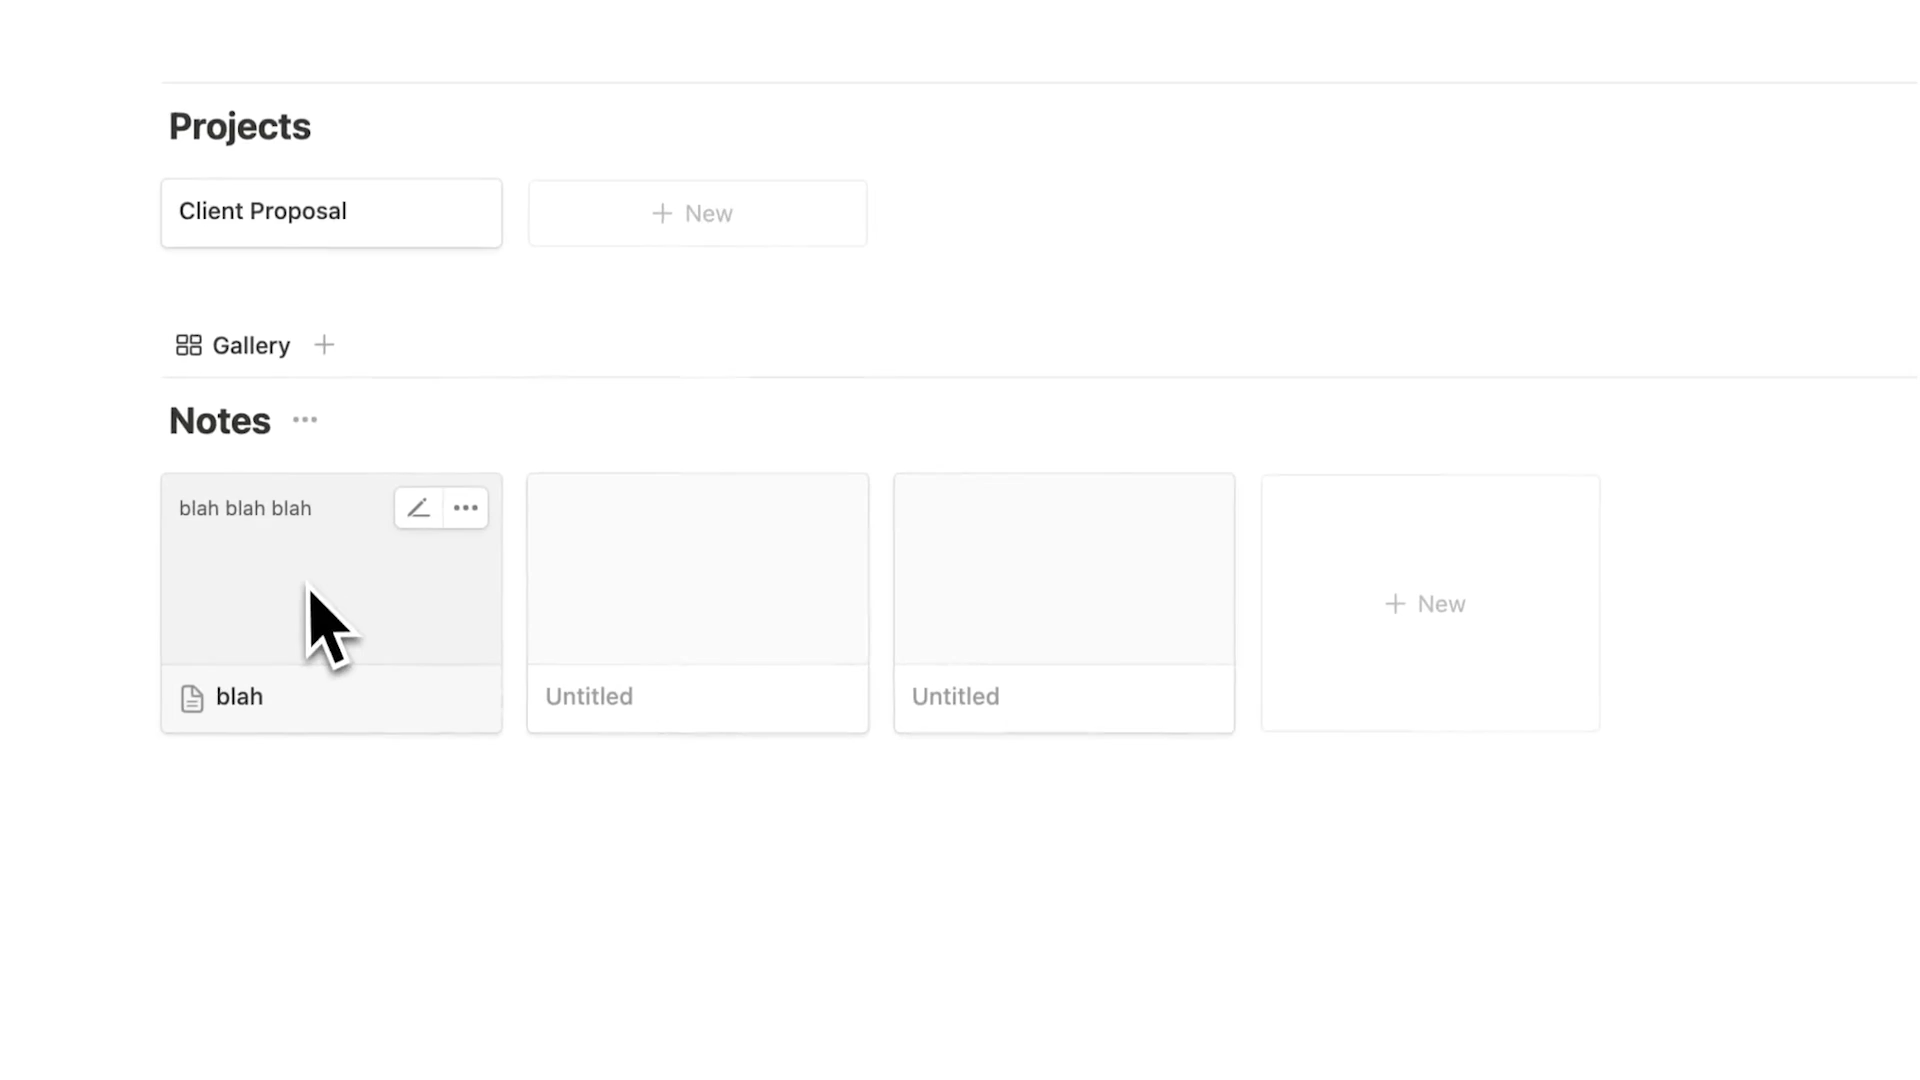 Projects
Client Proposal
+ New
Gallery +
Notes ...
blah blah blah
blah
Untitled
Untitled
+ New